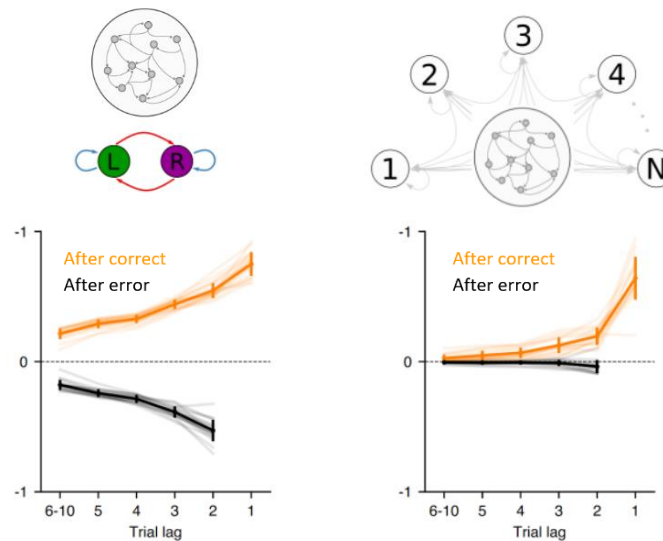 L R
1 2 3 4 N
-1
After correct
After error
0
-1
6-10 5 4 3 2 1
Trial lag
-1
After correct
After error
0
-1
6-10 5 4 3 2 1
Trial lag